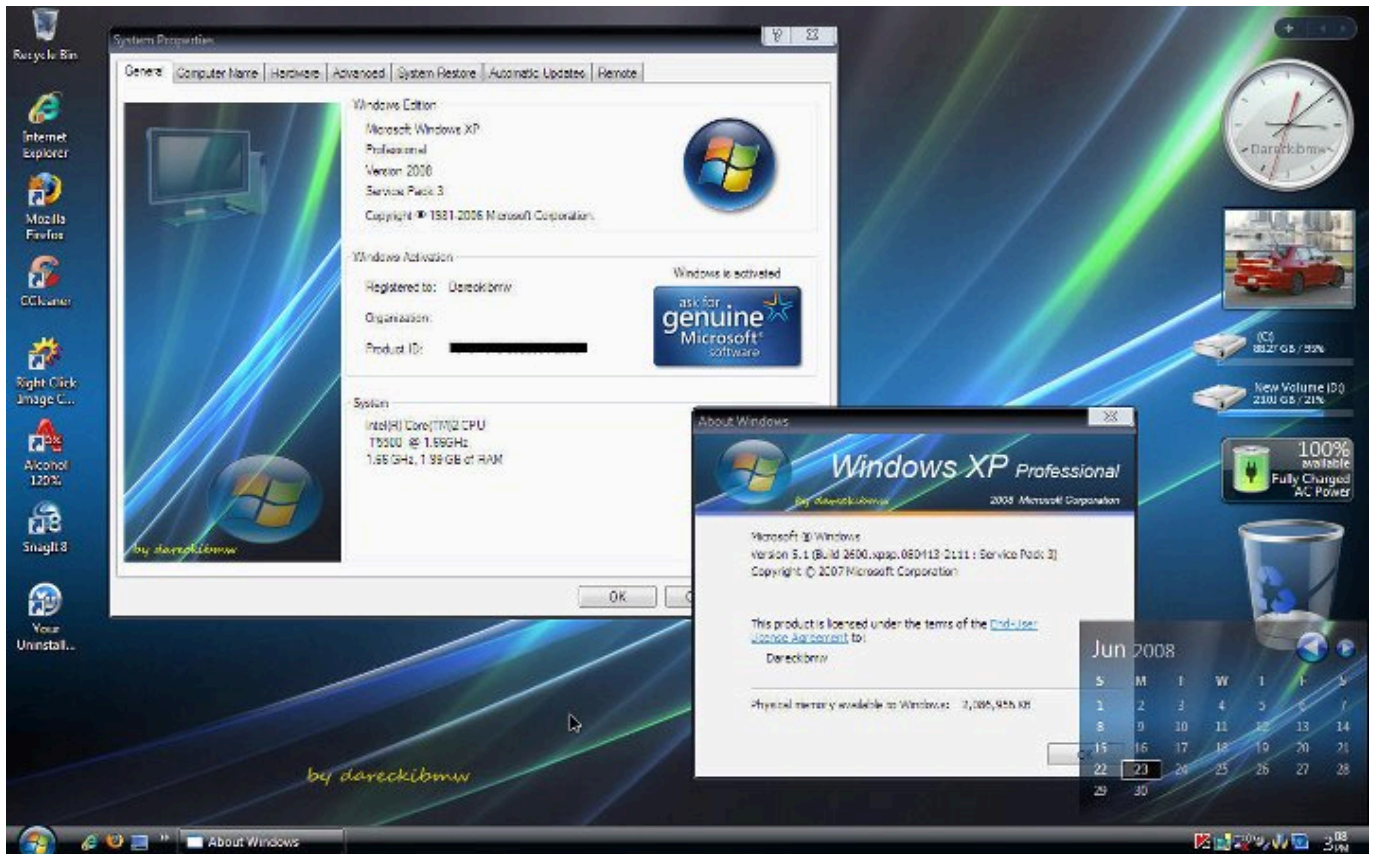 Recycle Bin
Internet
Explorer
Mozilla
Firefox
CCleaner
Right Click
Image C...
Alcohol
120%
SnagIt 8
Your
Uninstall...
System Properties
General
Computer Name
Hardware
Advanced
System Restore
Automatic Updates
Remote
Windows Edition
Microsoft Windows XP
Professional
Version 2008
Service Pack 3
Copyright © 1981-2006 Microsoft Corporation.
Windows Activation
Registered to: Dareckibmw
Organization:
Product ID:
Windows is activated
ask for
genuine
Microsoft®
software
System
Intel(R) Core(TM)2 CPU
T5500 @ 1.66GHz
1.66 GHz, 1.99 GB of RAM
by dareckibmw
OK
About Windows
Windows XP Professional
by dareckibmw
2008 Microsoft Corporation
Microsoft ® Windows
Version 5.1 (Build 2600.xpsp.080413-2111 : Service Pack 3)
Copyright © 2007 Microsoft Corporation
This product is licensed under the terms of the End-User
License Agreement to:
Dareckibmw
Physical memory available to Windows:
by dareckibmw
Dareckibmw
(C:)
New Volume (D:)
100%
available
Fully Charged
AC Power
Jun 2008
S M T W T F S
1 2 3 4 5 6 7
8 9 10 11 12 13 14
15 16 17 18 19 20 21
22 23 24 25 26 27 28
29 30
About Windows
3 08
PM